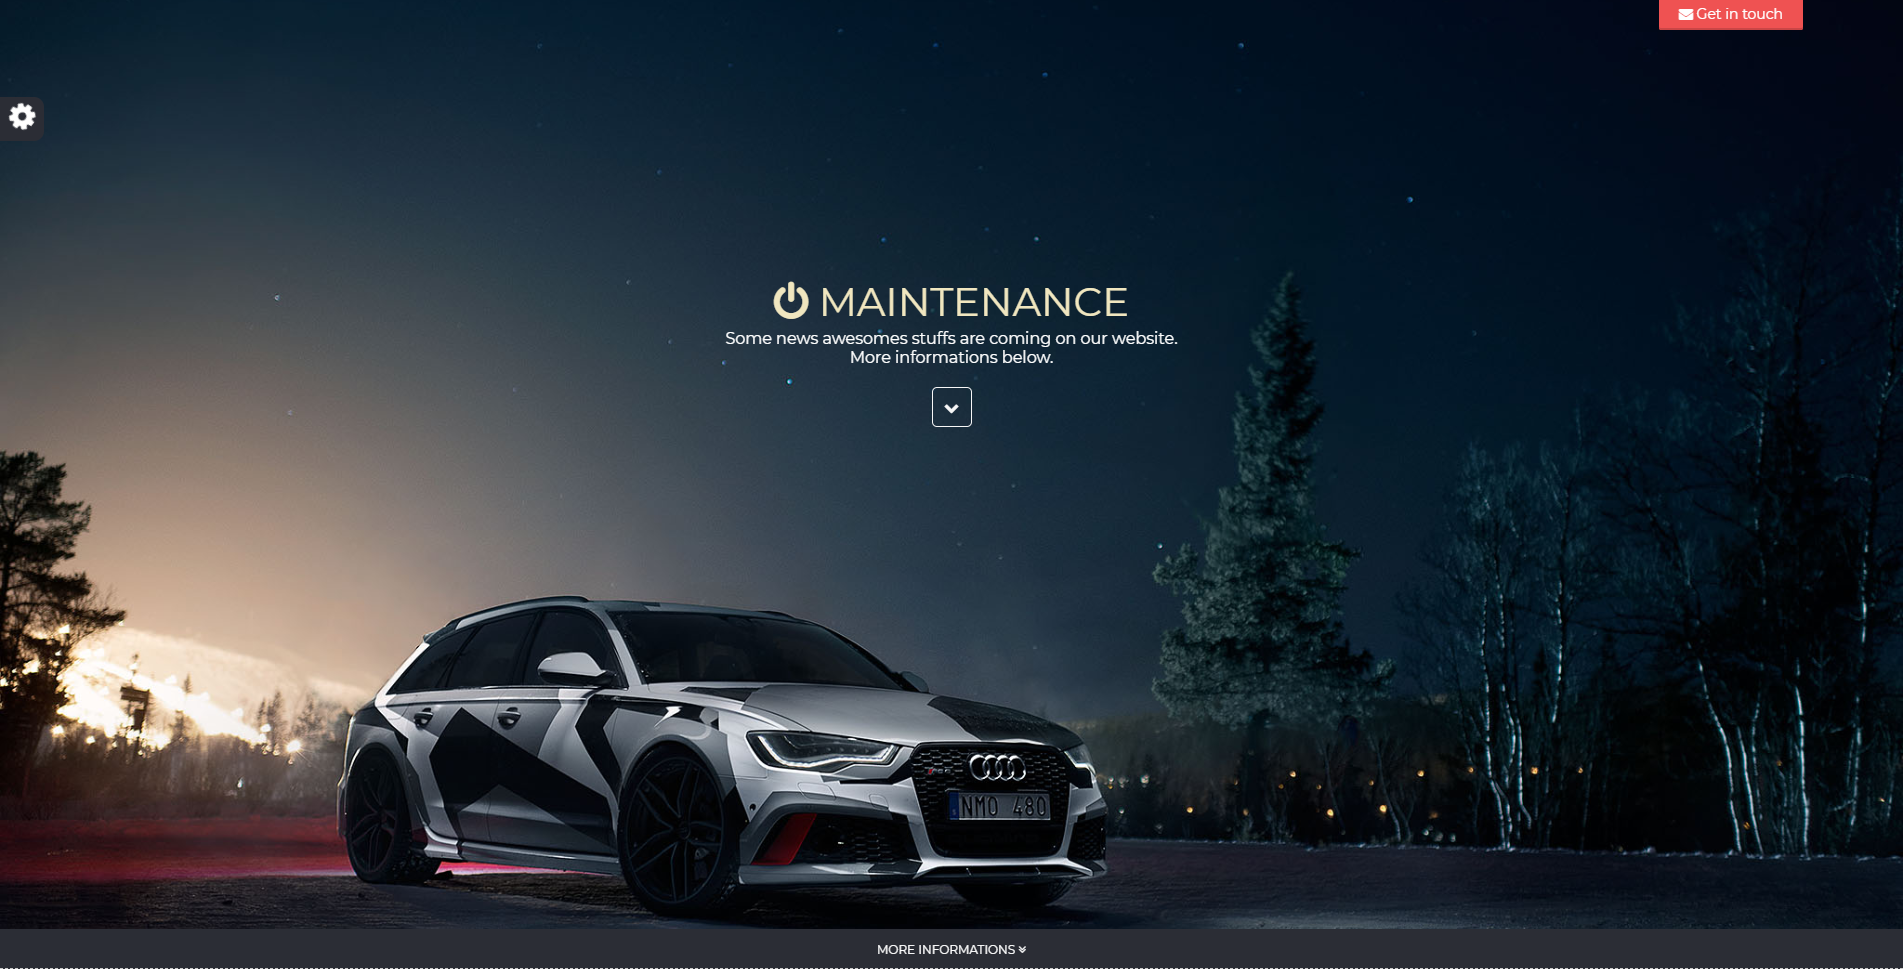 Get in touch
MAINTENANCE
Some news awesomes stuffs are coming on our website.
More informations below.
NMO 480
MORE INFORMATIONS